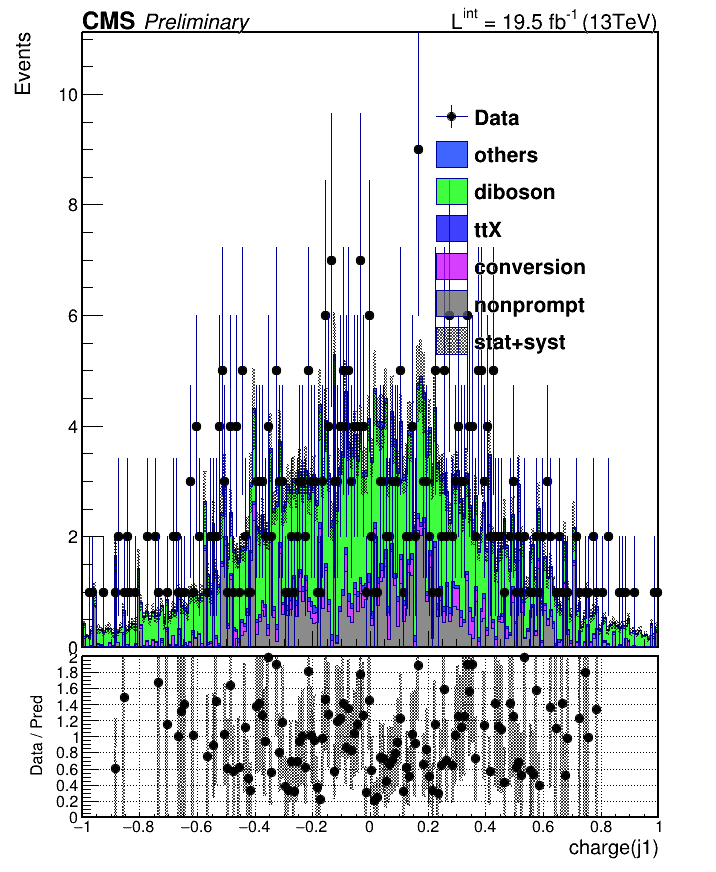 CMS Preliminary L^int = 19.5 fb^-1 (13TeV)
Events
10
8
6
4
2
0
Data
others
diboson
ttX
conversion
nonprompt
stat+syst
Data / Pred
2
1.8
1.6
1.4
1.2
1
0.8
0.6
0.4
0.2
0
−1 −0.8 −0.6 −0.4 −0.2 0 0.2 0.4 0.6 0.8 1
charge(j1)